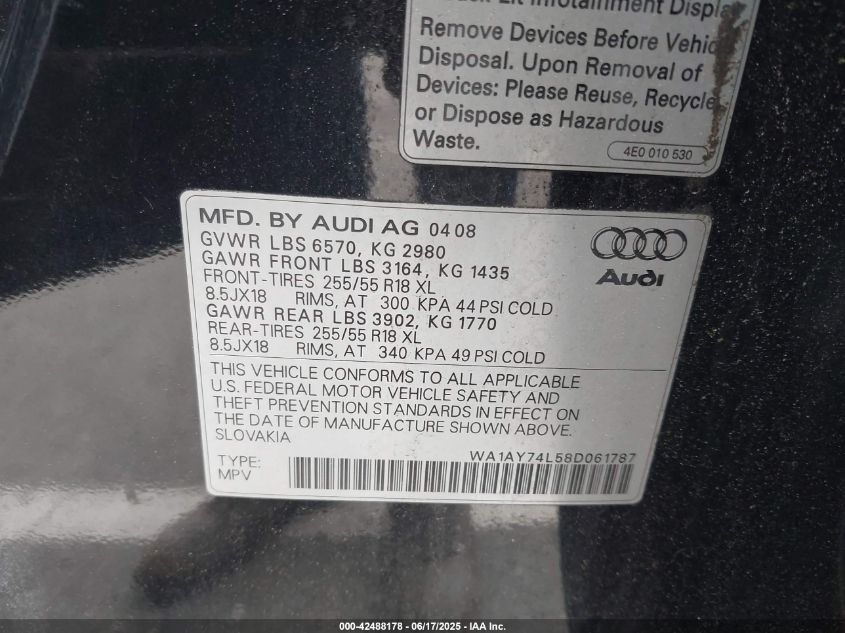 Infotainment Display
Remove Devices Before Vehic
Disposal. Upon Removal of
Devices: Please Reuse, Recycle
or Dispose as Hazardous
Waste.
4E0 010 530
MFD. BY AUDI AG 04 08
GVWR LBS 6570, KG 2980
GAWR FRONT LBS 3164, KG 1435
FRONT-TIRES 255/55 R18 XL
8.5JX18 RIMS, AT 300 KPA 44 PSI COLD
GAWR REAR LBS 3902, KG 1770
REAR-TIRES 255/55 R18 XL
8.5JX18 RIMS, AT 340 KPA 49 PSI COLD
Audi
THIS VEHICLE CONFORMS TO ALL APPLICABLE
U.S. FEDERAL MOTOR VEHICLE SAFETY AND
THEFT PREVENTION STANDARDS IN EFFECT ON
THE DATE OF MANUFACTURE SHOWN ABOVE.
SLOVAKIA
WA1AY74L58D061787
TYPE:
MPV
000-42488178 - 06/17/2025 - IAA Inc.